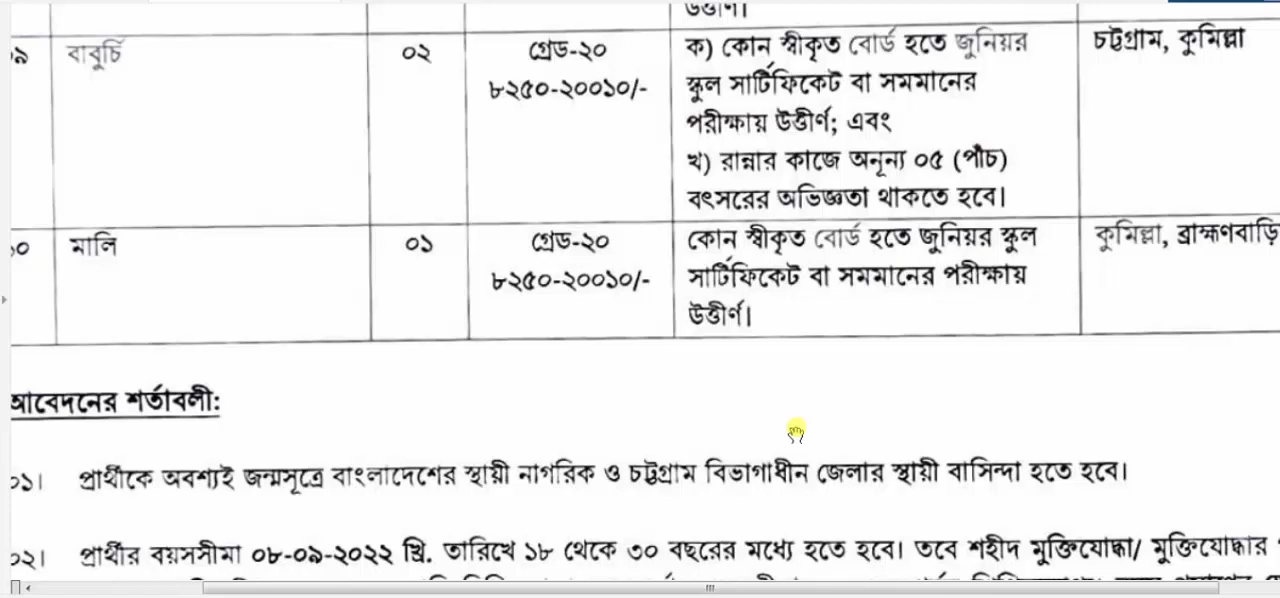 উত্তীর্ণ।
০৯ বাবুর্চি ০২ গ্রেড-২০ ক) কোন স্বীকৃত বোর্ড হতে জুনিয়র চট্টগ্রাম, কুমিল্লা
৮২৫০-২০০১০/- স্কুল সার্টিফিকেট বা সমমানের
পরীক্ষায় উত্তীর্ণ; এবং
খ) রান্নার কাজে অনূন্য ০৫ (পাঁচ)
বৎসরের অভিজ্ঞতা থাকতে হবে।
১০ মালি ০১ গ্রেড-২০ কোন স্বীকৃত বোর্ড হতে জুনিয়র স্কুল কুমিল্লা, ব্রাহ্মণবাড়ি
৮২৫০-২০০১০/- সার্টিফিকেট বা সমমানের পরীক্ষায়
উত্তীর্ণ।
আবেদনের শর্তাবলী:
০১। প্রার্থীকে অবশ্যই জন্মসূত্রে বাংলাদেশের স্থায়ী নাগরিক ও চট্টগ্রাম বিভাগাধীন জেলার স্থায়ী বাসিন্দা হতে হবে।
০২। প্রার্থীর বয়সসীমা ০৮-০৯-২০২২ খ্রি. তারিখে ১৮ থেকে ৩০ বছরের মধ্যে হতে হবে। তবে শহীদ মুক্তিযোদ্ধা/ মুক্তিযোদ্ধার